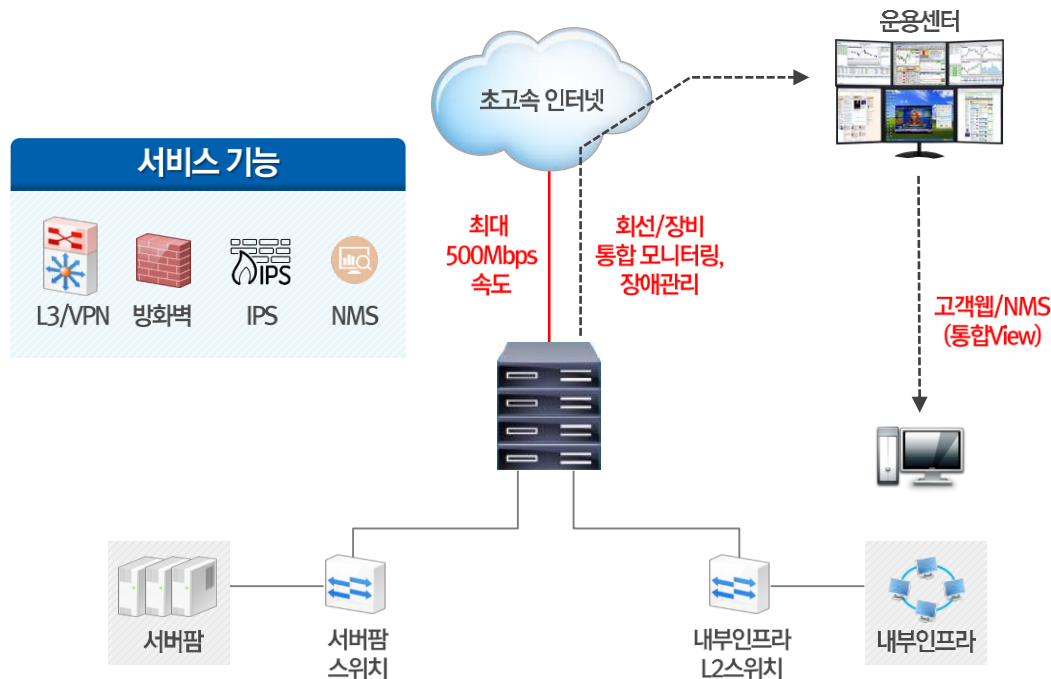 운용센터
초고속 인터넷
서비스 기능
L3/VPN
방화벽
IPS
IPS
NMS
최대
500Mbps
속도
회선/장비
통합 모니터링,
장애관리
고객웹/NMS
(통합View)
서버팜
서버팜
스위치
내부인프라
L2스위치
내부인프라